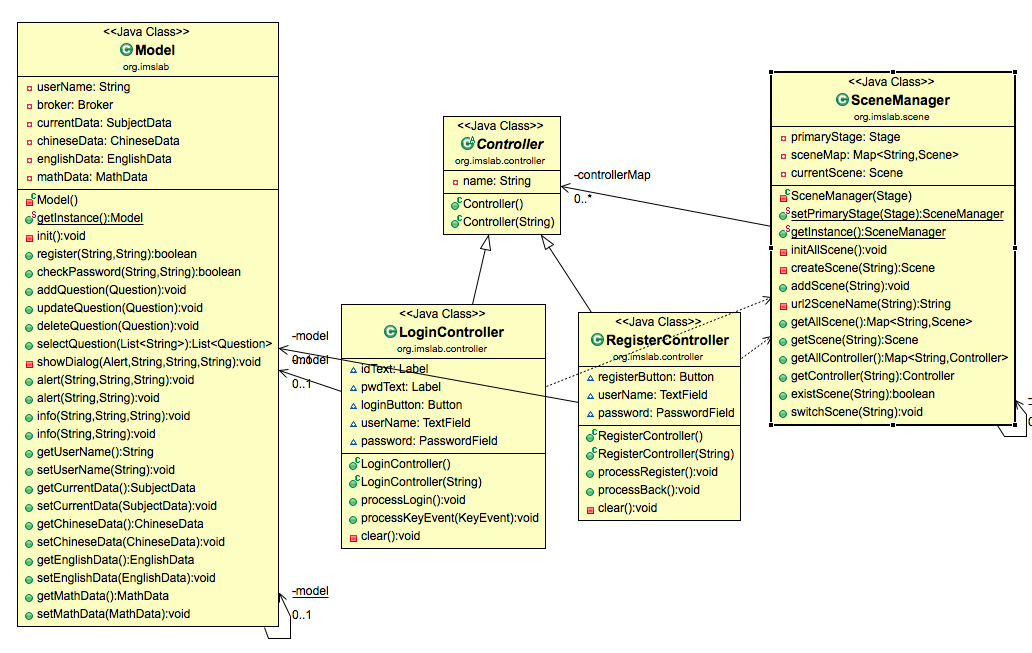 <<Java Class>>
Model
org.imslab
userName: String
broker: Broker
currentData: SubjectData
chineseData: ChineseData
englishData: EnglishData
mathData: MathData
Model()
getInstance():Model
init():void
register(String,String):boolean
checkPassword(String,String):boolean
addQuestion(Question):void
updateQuestion(Question):void
deleteQuestion(Question):void
selectQuestion(List<String>):List<Question>
showDialog(Alert,String,String,String):void
alert(String,String,String):void
alert(String,String):void
info(String,String,String):void
info(String,String):void
getUserName():String
setUserName(String):void
getCurrentData():SubjectData
setCurrentData(SubjectData):void
getChineseData():ChineseData
setChineseData(ChineseData):void
getEnglishData():EnglishData
setEnglishData(EnglishData):void
getMathData():MathData
setMathData(MathData):void
-model
0..1
-model
-model
0..1
<<Java Class>>
Controller
org.imslab.controller
name: String
Controller()
Controller(String)
-controllerMap
0..*
<<Java Class>>
LoginController
org.imslab.controller
idText: Label
pwdText: Label
loginButton: Button
userName: TextField
password: PasswordField
LoginController()
LoginController(String)
processLogin():void
processKeyEvent(KeyEvent):void
clear():void
<<Java Class>>
RegisterController
org.imslab.controller
registerButton: Button
userName: TextField
password: PasswordField
RegisterController()
RegisterController(String)
processRegister():void
processBack():void
clear():void
<<Java Class>>
SceneManager
org.imslab.scene
primaryStage: Stage
sceneMap: Map<String,Scene>
currentScene: Scene
SceneManager(Stage)
setPrimaryStage(Stage):SceneManager
getInstance():SceneManager
initAllScene():void
createScene(String):Scene
addScene(String):void
url2SceneName(String):String
getAllScene():Map<String,Scene>
getScene(String):Scene
getAllController():Map<String,Controller>
getController(String):Controller
existScene(String):boolean
switchScene(String):void